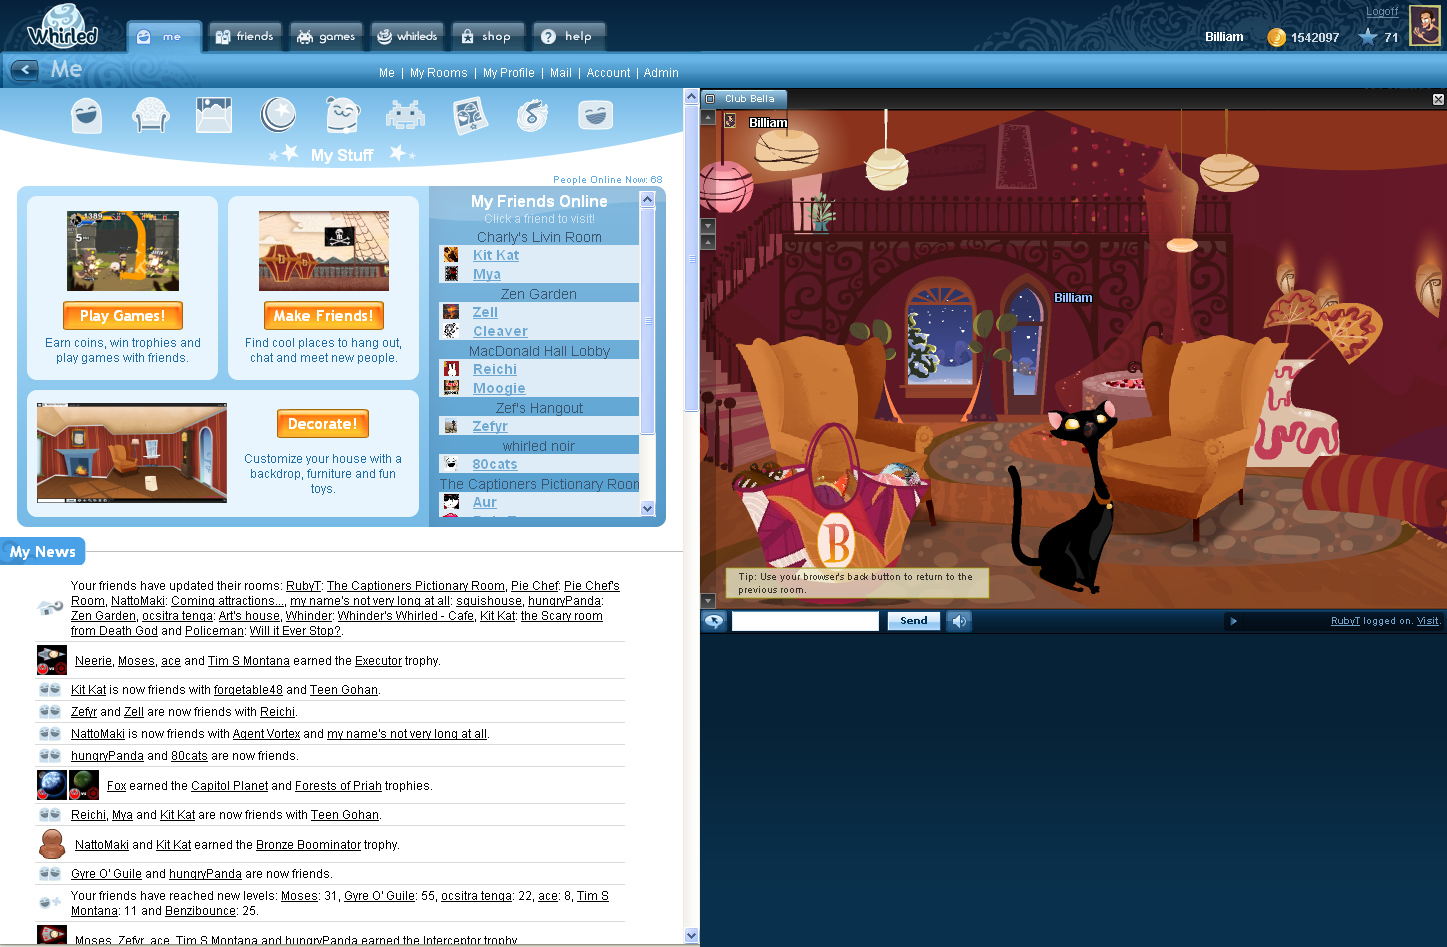 Whirled
me
friends
games
whirleds
shop
help
Logoff
Billiam
1542097
71
Me
Me | My Rooms | My Profile | Mail | Account | Admin
My Stuff
People Online Now: 68
Play Games!
Earn coins, win trophies and
play games with friends.
Make Friends!
Find cool places to hang out,
chat and meet new people.
Decorate!
Customize your house with a
backdrop, furniture and fun
toys.
My Friends Online
Click a friend to visit!
Charly's Livin Room
Kit Kat
Mya
Zen Garden
Zell
Cleaver
MacDonald Hall Lobby
Reichi
Moogie
Zef's Hangout
Zefyr
whirled noir
80cats
The Captioners Pictionary Room
Aur
My News
Your friends have updated their rooms: RubyT: The Captioners Pictionary Room, Pie Chef: Pie Chef's
Room, NattoMaki: Coming attractions..., my name's not very long at all: squishouse, hungryPanda:
Zen Garden, ocsitra tenga: Art's house, Whinder: Whinder's Whirled - Cafe, Kit Kat: the Scary room
from Death God and Policeman: Will it Ever Stop?.
Neerie, Moses, ace and Tim S Montana earned the Executor trophy.
Kit Kat is now friends with forgetable48 and Teen Gohan.
Zefyr and Zell are now friends with Reichi.
NattoMaki is now friends with Agent Vortex and my name's not very long at all.
hungryPanda and 80cats are now friends.
Fox earned the Capitol Planet and Forests of Priah trophies.
Reichi, Mya and Kit Kat are now friends with Teen Gohan.
NattoMaki and Kit Kat earned the Bronze Boominator trophy.
Gyre O' Guile and hungryPanda are now friends.
Your friends have reached new levels: Moses: 31, Gyre O' Guile: 55, ocsitra tenga: 22, ace: 8, Tim S
Montana: 11 and Benzibounce: 25.
Moses, Zefyr, ace, Tim S Montana and hungryPanda earned the Interceptor trophy.
Club Bella
Billiam
Billiam
B
Tip: Use your browser's back button to return to the
previous room.
Send
RubyT logged on. Visit.